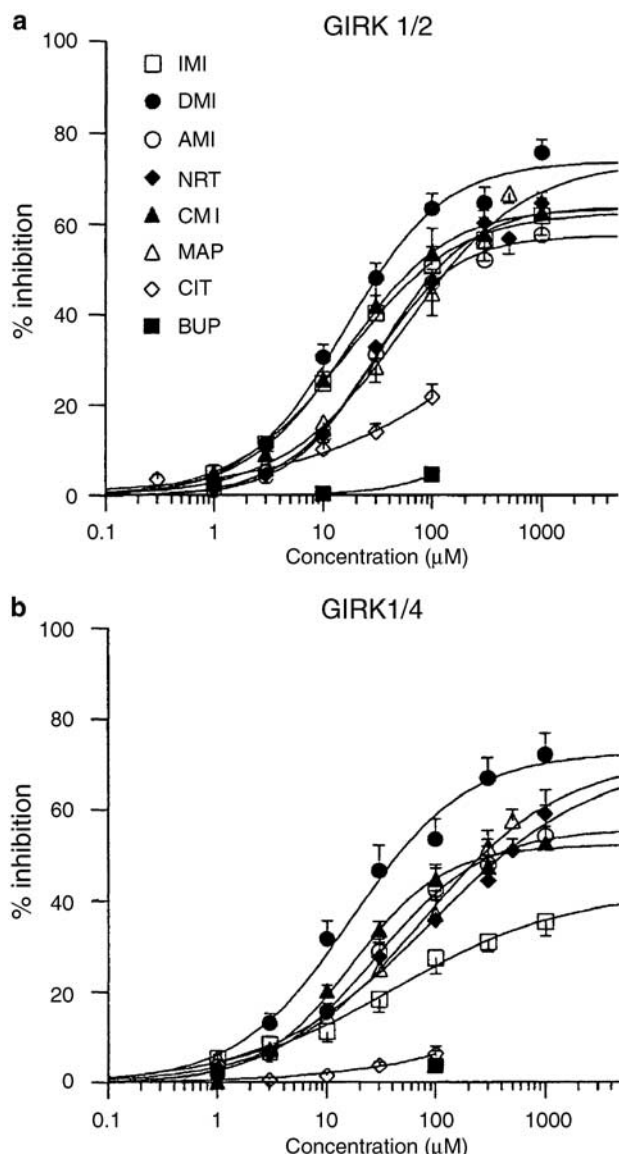 a
GIRK 1/2
100
80
60
40
20
0
% inhibition
IMI
DMI
AMI
NRT
CMI
MAP
CIT
BUP
0.1 1 10 100 1000
Concentration (μM)
b
GIRK1/4
100
80
60
40
20
0
% inhibition
0.1 1 10 100 1000
Concentration (μM)